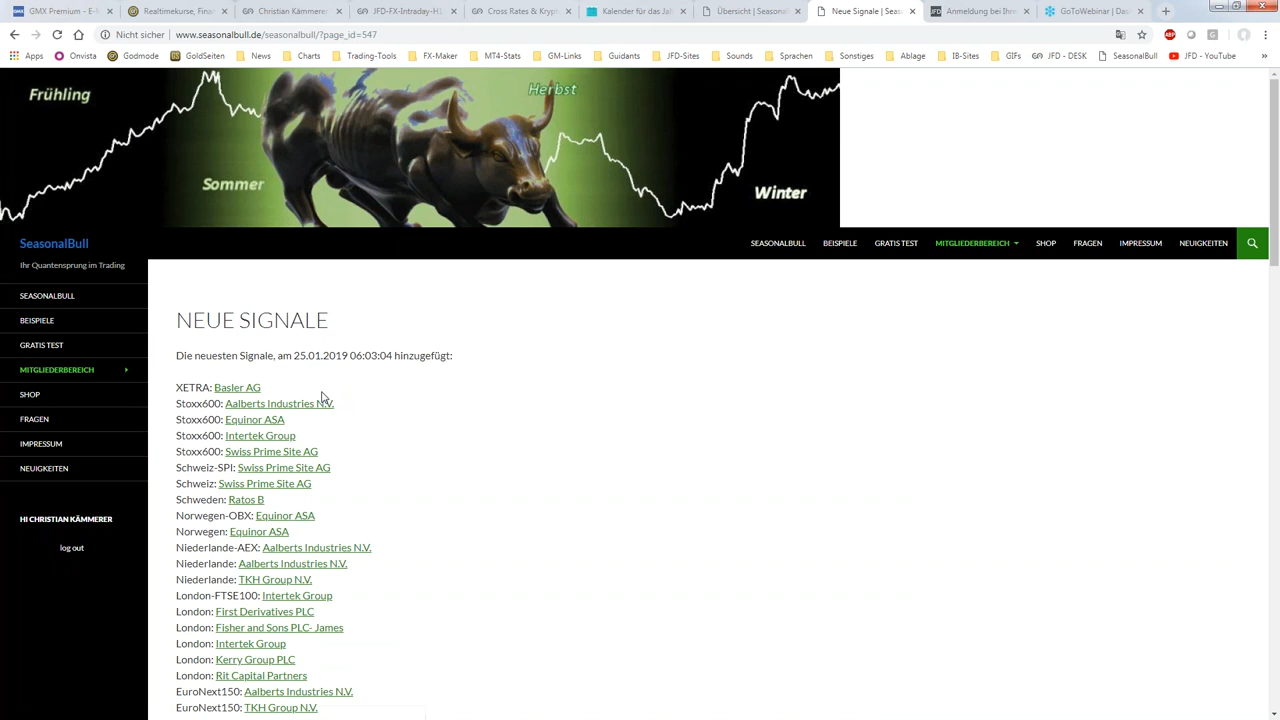 GMX Premium - E-M
Realtimekurse, Finan
Christian Kämmerer
JFD-FX-Intraday-H1
Cross Rates & Krypt
Kalender für das Jah
Übersicht | Seasonal
Neue Signale | Seas
Anmeldung bei Ihre
GoToWebinar | Das
Nicht sicher | www.seasonalbull.de/seasonalbull/?page_id=547
Apps Onvista Godmode GoldSeiten News Charts Trading-Tools FX-Maker MT4-Stats GM-Links Guidants JFD-Sites Sounds Sprachen Sonstiges Ablage IB-Sites GIFs JFD - DESK SeasonalBull JFD - YouTube »
Frühling
Herbst
Sommer
Winter
SeasonalBull
SEASONALBULL BEISPIELE GRATIS TEST MITGLIEDERBEREICH SHOP FRAGEN IMPRESSUM NEUIGKEITEN
Ihr Quantensprung im Trading
SEASONALBULL
BEISPIELE
GRATIS TEST
MITGLIEDERBEREICH
SHOP
FRAGEN
IMPRESSUM
NEUIGKEITEN
HI CHRISTIAN KÄMMERER
log out
NEUE SIGNALE
Die neuesten Signale, am 25.01.2019 06:03:04 hinzugefügt:
XETRA: Basler AG
Stoxx600: Aalberts Industries N.V.
Stoxx600: Equinor ASA
Stoxx600: Intertek Group
Stoxx600: Swiss Prime Site AG
Schweiz-SPI: Swiss Prime Site AG
Schweiz: Swiss Prime Site AG
Schweden: Ratos B
Norwegen-OBX: Equinor ASA
Norwegen: Equinor ASA
Niederlande-AEX: Aalberts Industries N.V.
Niederlande: Aalberts Industries N.V.
Niederlande: TKH Group N.V.
London-FTSE100: Intertek Group
London: First Derivatives PLC
London: Fisher and Sons PLC- James
London: Intertek Group
London: Kerry Group PLC
London: Rit Capital Partners
EuroNext150: Aalberts Industries N.V.
EuroNext150: TKH Group N.V.